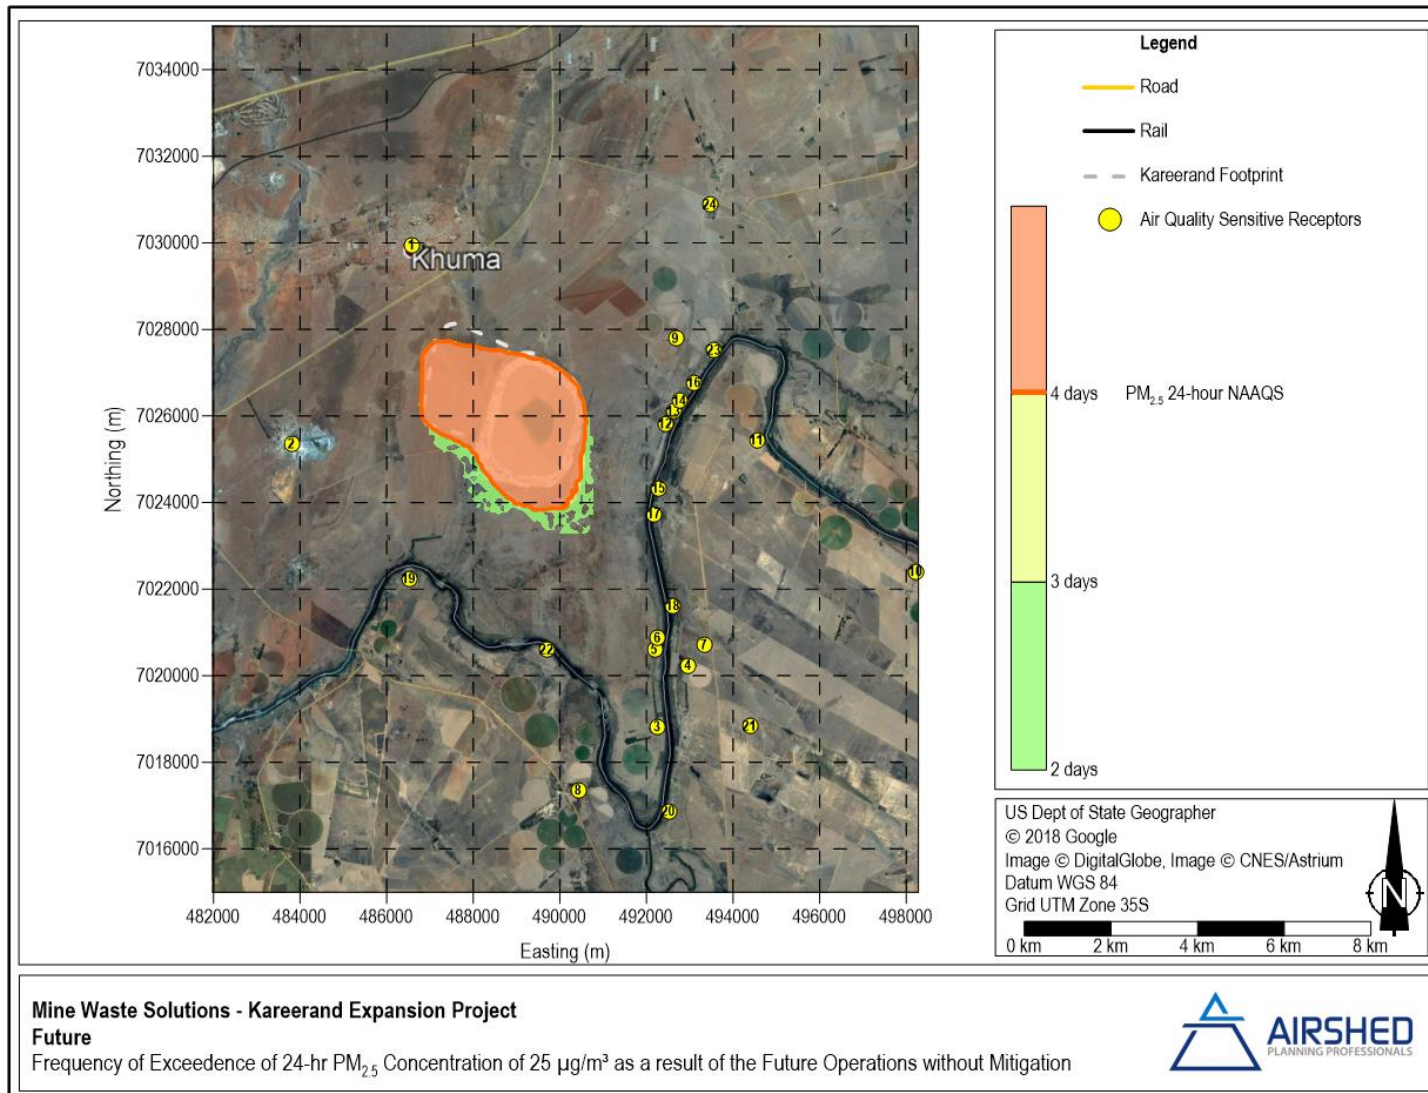 7034000
7032000
7030000
7028000
7026000
7024000
7022000
7020000
7018000
7016000
Northing (m)
482000 484000 486000 488000 490000 492000 494000 496000 498000
Easting (m)
24
1
Khuma
9
23
16
14
13
12
11
2
15
17
10
19
18
6
5
7
22
4
3
21
8
20
Legend
Road
Rail
Kareerand Footprint
Air Quality Sensitive Receptors
4 days PM2.5 24-hour NAAQS
3 days
2 days
US Dept of State Geographer
© 2018 Google
Image © DigitalGlobe, Image © CNES/Astrium
Datum WGS 84
Grid UTM Zone 35S
N
0 km 2 km 4 km 6 km 8 km
Mine Waste Solutions - Kareerand Expansion Project
Future
Frequency of Exceedence of 24-hr PM2.5 Concentration of 25 µg/m³ as a result of the Future Operations without Mitigation
AIRSHED
PLANNING PROFESSIONALS